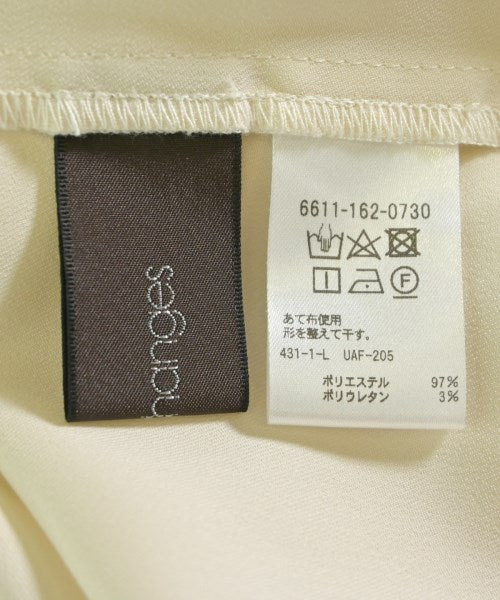 hanges
6611-162-0730
あて布使用
形を整えて干す。
431-1-L UAF-205
ポリエステル 97%
ポリウレタン 3%